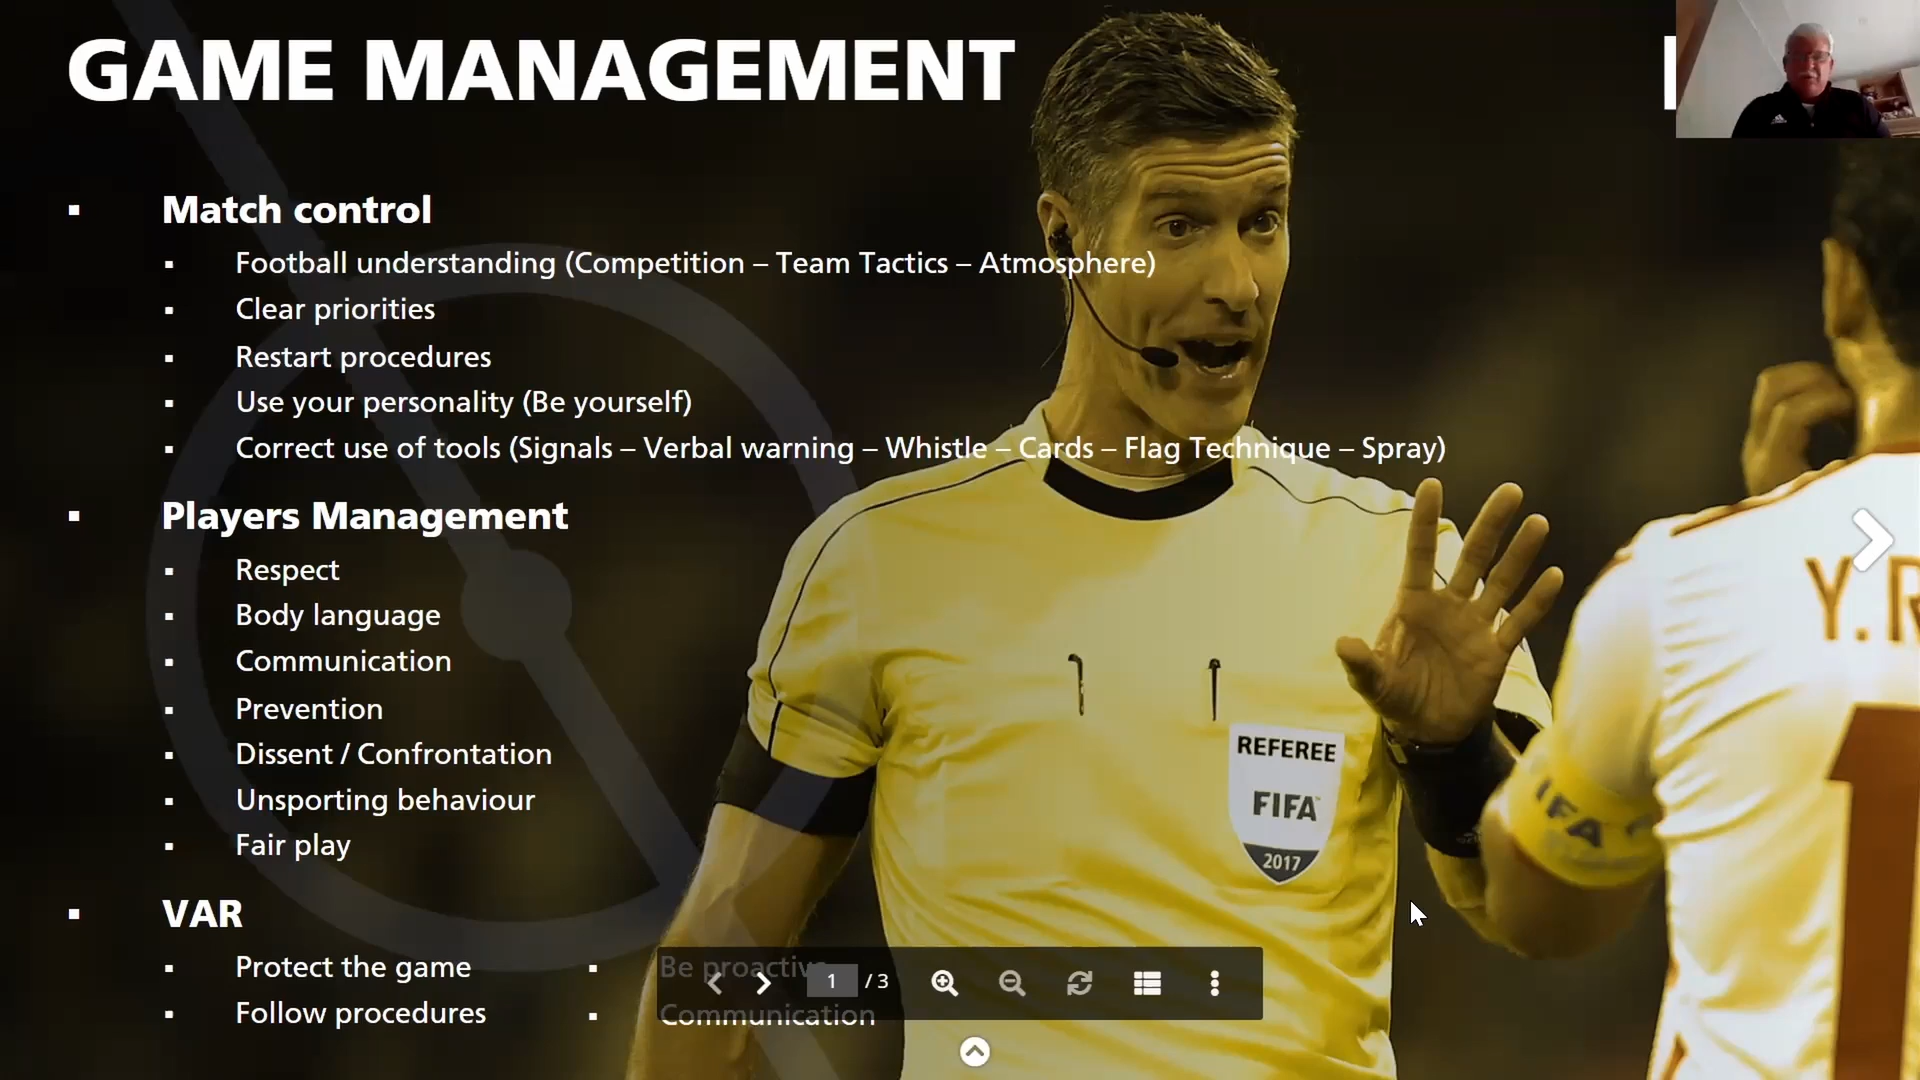 GAME MANAGEMENT
▪ Match control
▪ Football understanding (Competition – Team Tactics – Atmosphere)
▪ Clear priorities
▪ Restart procedures
▪ Use your personality (Be yourself)
▪ Correct use of tools (Signals – Verbal warning – Whistle – Cards – Flag Technique – Spray)
▪ Players Management
▪ Respect
▪ Body language
▪ Communication
▪ Prevention
▪ Dissent / Confrontation
▪ Unsporting behaviour
▪ Fair play
▪ VAR
▪ Protect the game
▪ Follow procedures
▪ Be proactive
▪ Communication
1 / 3
REFEREE
FIFA
2017
Y. R
IFA
1